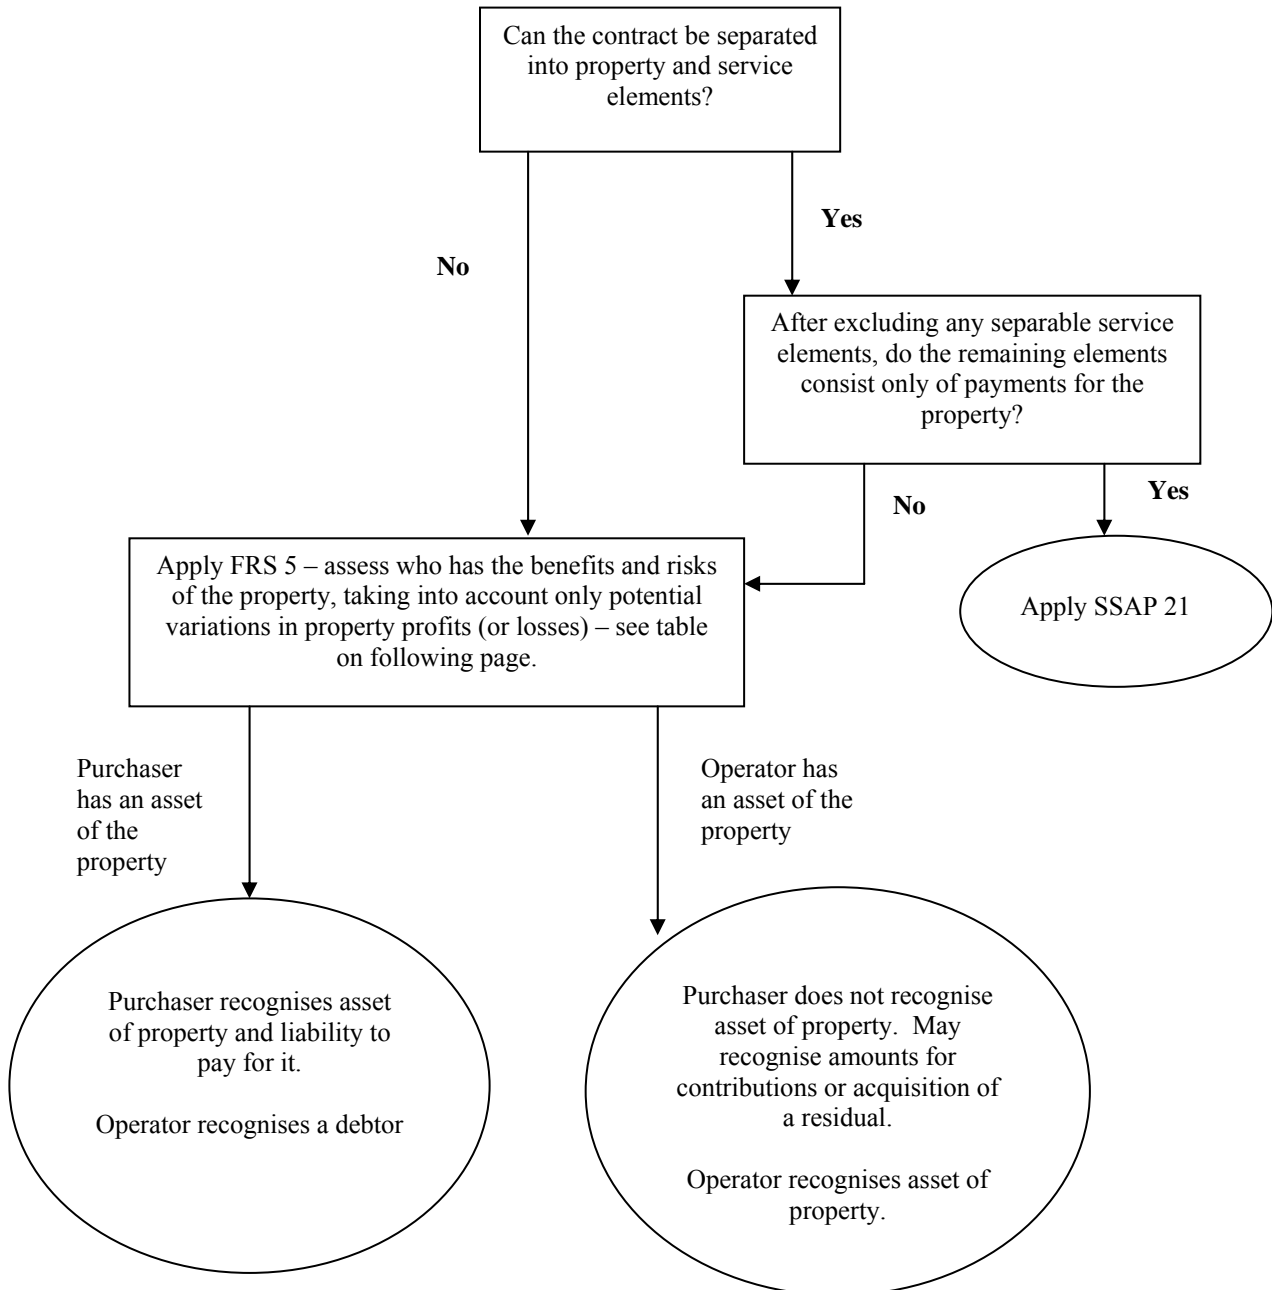 Can the contract be separated
into property and service
elements?
Yes
No
After excluding any separable service
elements, do the remaining elements
consist only of payments for the
property?
Yes
No
Apply FRS 5 – assess who has the benefits and risks
of the property, taking into account only potential
variations in property profits (or losses) – see table
on following page.
Apply SSAP 21
Purchaser
has an asset
of the
property
Operator has
an asset of the
property
Purchaser recognises asset
of property and liability to
pay for it.
Operator recognises a debtor
Purchaser does not recognise
asset of property.  May
recognise amounts for
contributions or acquisition of
a residual.
Operator recognises asset of
property.